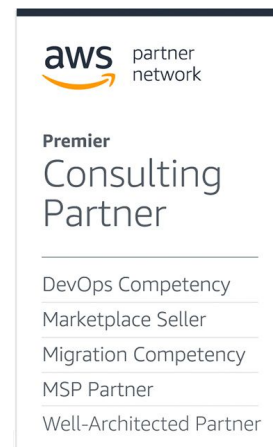 aws partner
network
Premier
Consulting
Partner
DevOps Competency
Marketplace Seller
Migration Competency
MSP Partner
Well-Architected Partner